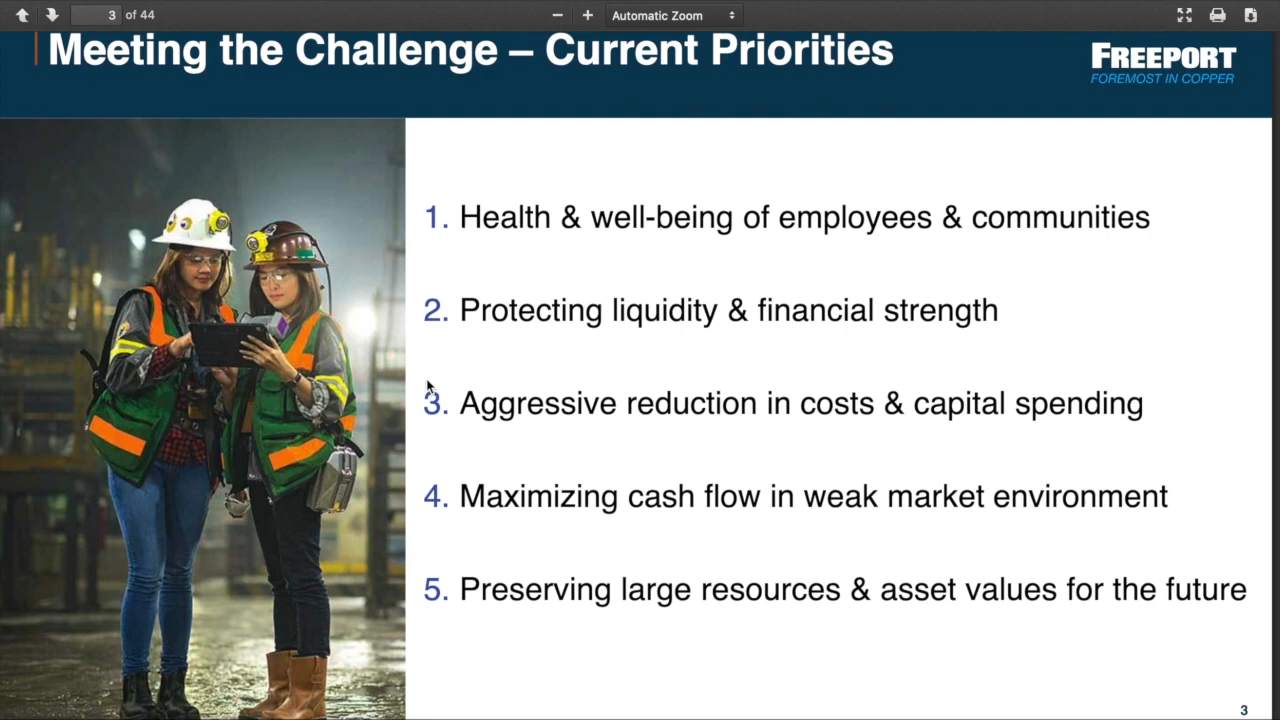 3 of 44
Automatic Zoom
Meeting the Challenge – Current Priorities
FREEPORT
FOREMOST IN COPPER
1. Health & well-being of employees & communities
2. Protecting liquidity & financial strength
3. Aggressive reduction in costs & capital spending
4. Maximizing cash flow in weak market environment
5. Preserving large resources & asset values for the future
3